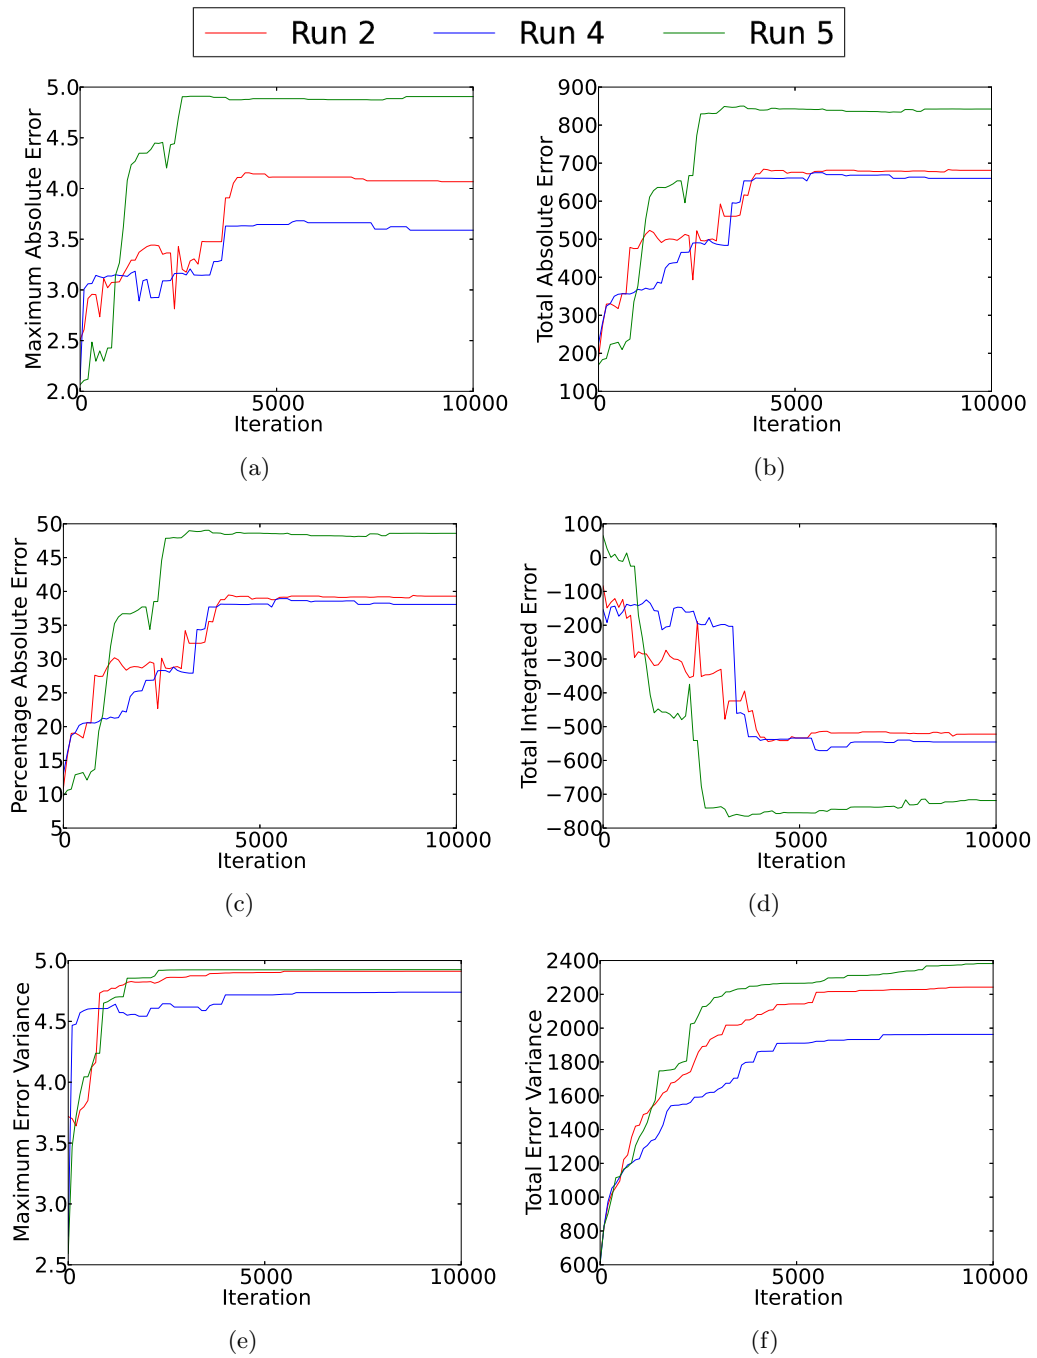 Run 2 Run 4 Run 5
5.0
4.5
4.0
3.5
3.0
2.5
2.0
Maximum Absolute Error
0 5000 10000
Iteration
(a)
900
800
700
600
500
400
300
200
100
Total Absolute Error
0 5000 10000
Iteration
(b)
50
45
40
35
30
25
20
15
10
5
Percentage Absolute Error
0 5000 10000
Iteration
(c)
100
0
−100
−200
−300
−400
−500
−600
−700
−800
Total Integrated Error
0 5000 10000
Iteration
(d)
5.0
4.5
4.0
3.5
3.0
2.5
Maximum Error Variance
0 5000 10000
Iteration
(e)
2400
2200
2000
1800
1600
1400
1200
1000
800
600
Total Error Variance
0 5000 10000
Iteration
(f)